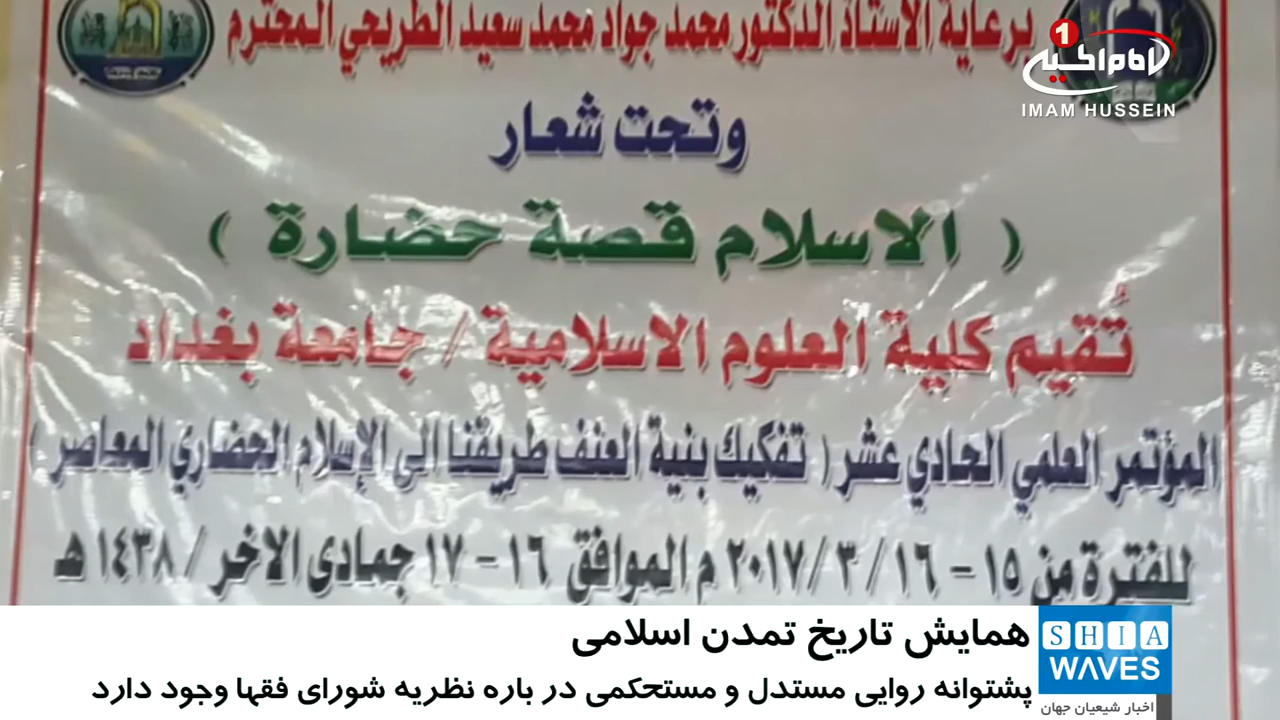 برعاية الاستاذ الدكتور محمد جواد محمد سعيد الطريحي المحترم
1
IMAM HUSSEIN
وتحت شعار
( الاسلام قصة حضارة )
تُقيم كلية العلوم الاسلامية / جامعة بغداد
المؤتمر العلمي الحادي عشر ( تفكيك بنية العنف طريقنا الى الإسلام الحضاري المعاصر )
للفترة من ١٥ - ١٦ / ٣ /٢٠١٧ م الموافق ١٦ - ١٧ جمادى الاخر / ١٤٣٨ هـ
همایش تاریخ تمدن اسلامی
SHIA
WAVES
پشتوانه روایی مستدل و مستحکمی در باره نظریه شورای فقها وجود دارد
اخبار شیعیان جهان